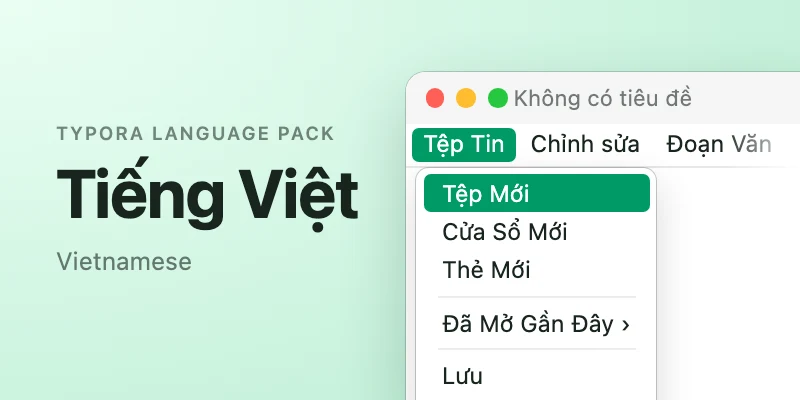 TYPORA LANGUAGE PACK
Tiếng Việt
Vietnamese
Không có tiêu đề
Tệp Tin Chỉnh sửa Đoạn Văn
Tệp Mới
Cửa Sổ Mới
Thẻ Mới
Đã Mở Gần Đây ›
Lưu